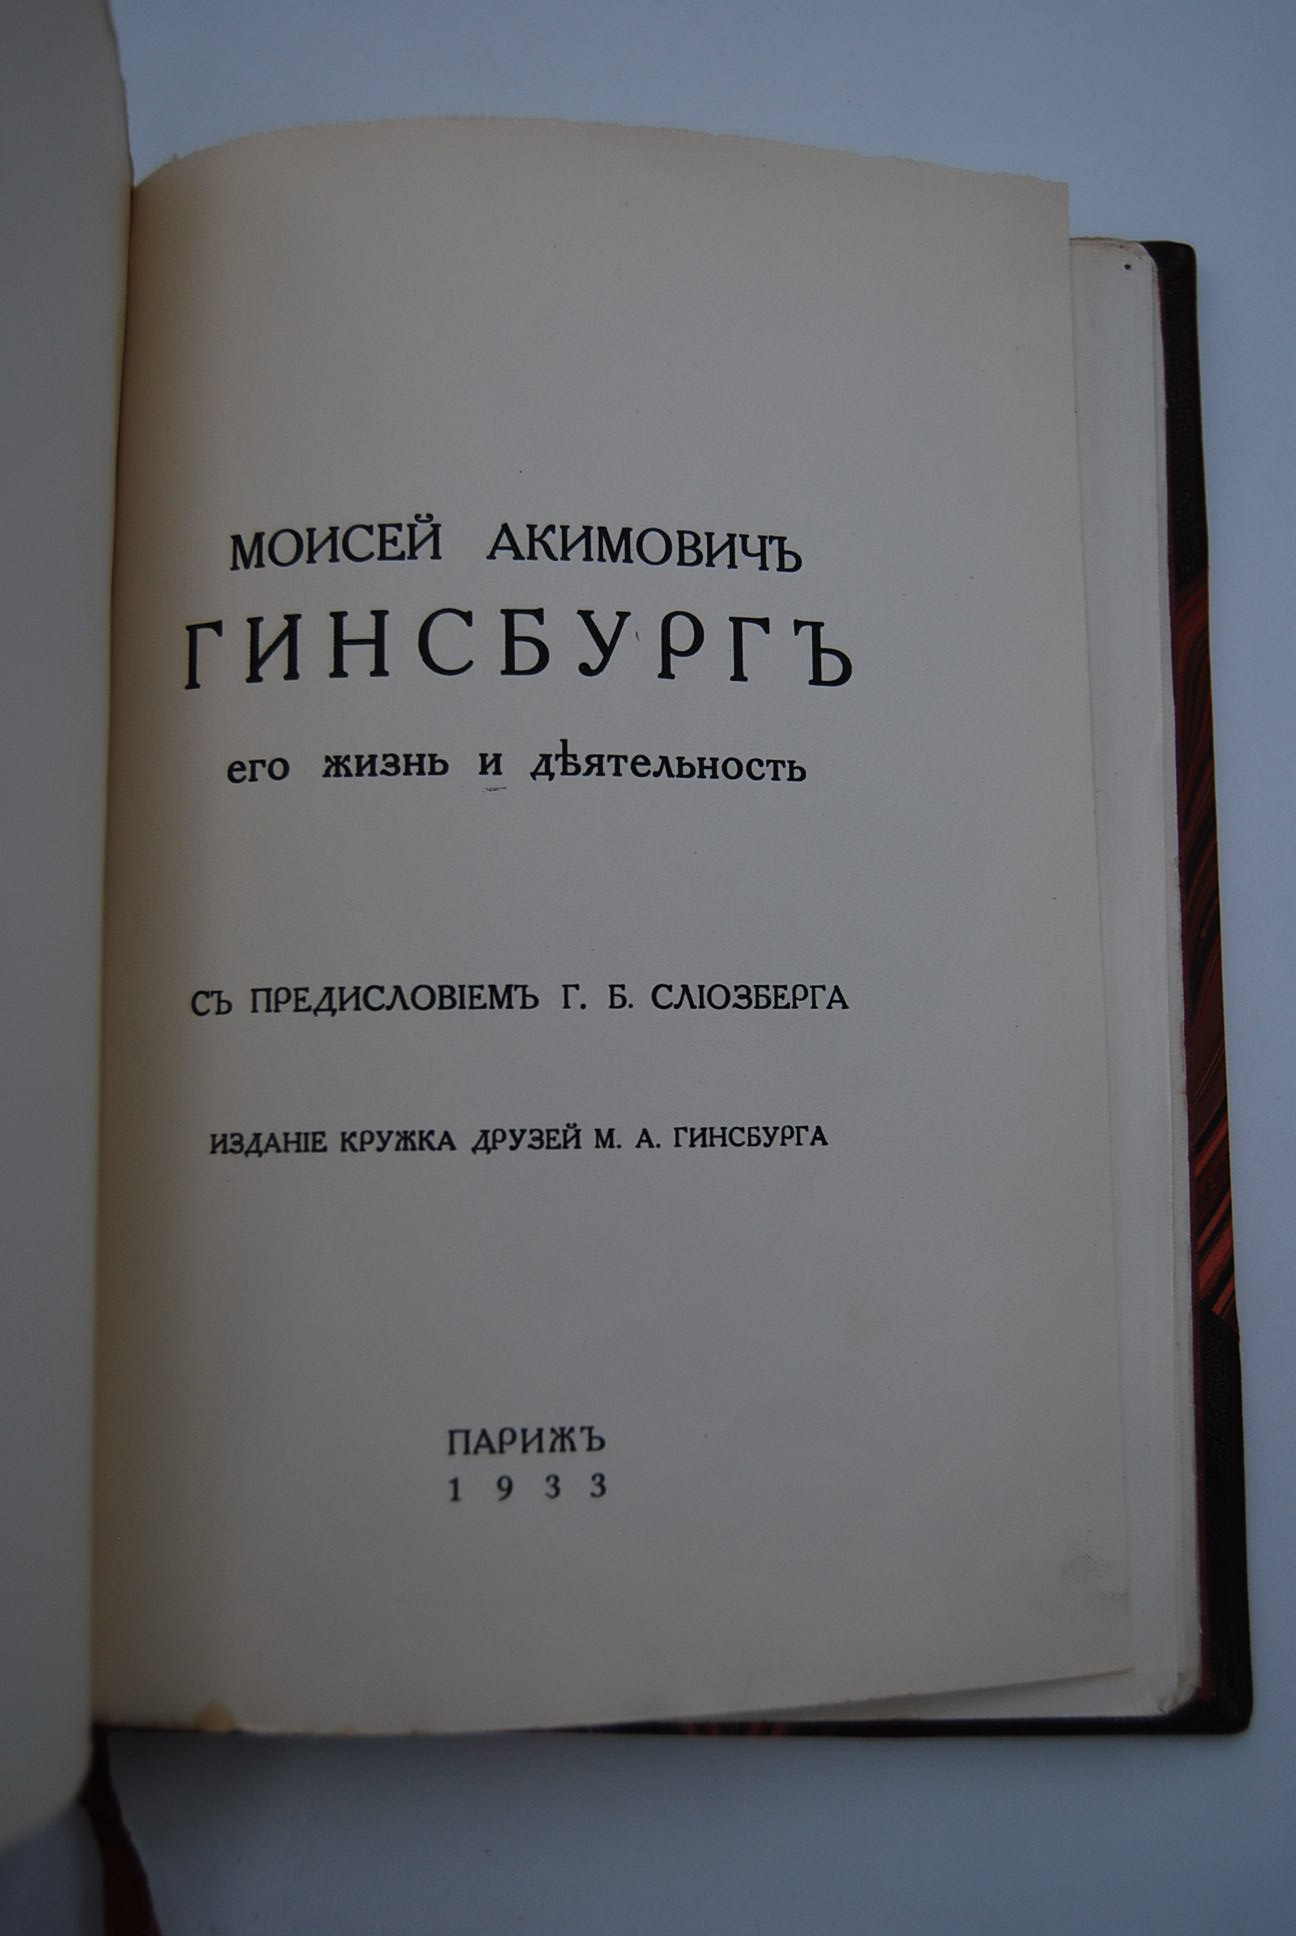 МОИСЕЙ АКИМОВИЧЪ
ГИНСБУРГЪ
его жизнь и дѣятельность
СЪ ПРЕДИСЛОВІЕМЪ Г. Б. СЛІОЗБЕРГА
ИЗДАНІЕ КРУЖКА ДРУЗЕЙ М. А. ГИНСБУРГА
ПАРИЖЪ
1933